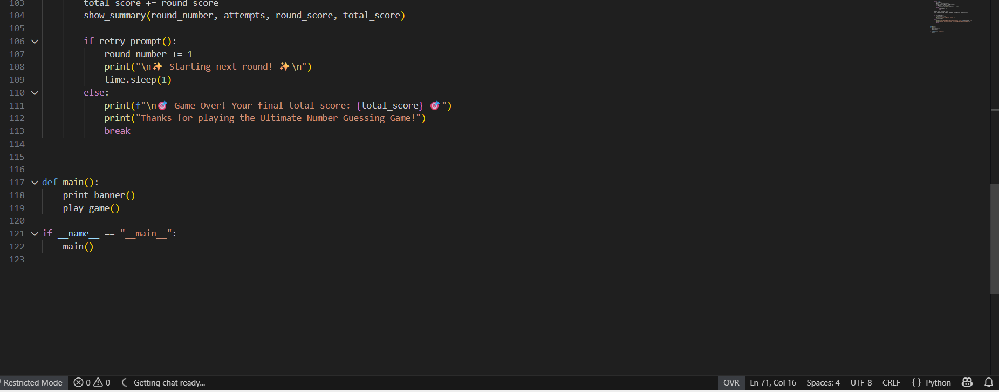 103 total_score += round_score
104 show_summary(round_number, attempts, round_score, total_score)
105
106 if retry_prompt():
107 round_number += 1
108 print("\n✨ Starting next round! ✨\n")
109 time.sleep(1)
110 else:
111 print(f"\n🎯 Game Over! Your final total score: {total_score} 🎯")
112 print("Thanks for playing the Ultimate Number Guessing Game!")
113 break
114
115
116
117 def main():
118 print_banner()
119 play_game()
120
121 if __name__ == "__main__":
122 main()
123
Restricted Mode 0 0 Getting chat ready... OVR Ln 71, Col 16 Spaces: 4 UTF-8 CRLF {} Python